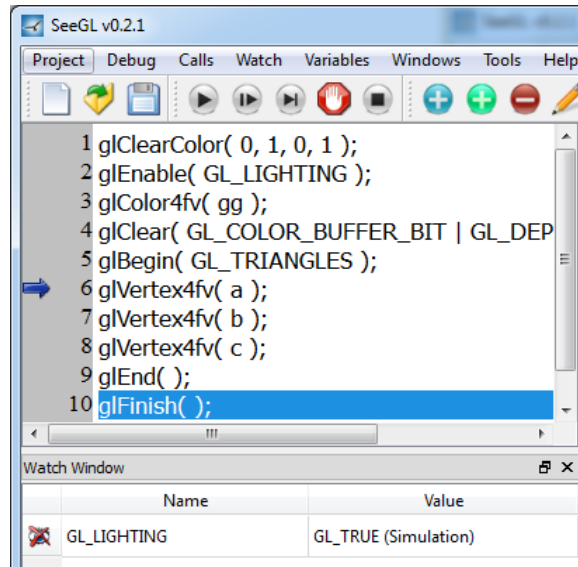 SeeGL v0.2.1
Project Debug Calls Watch Variables Windows Tools Help
1 glClearColor( 0, 1, 0, 1 );
2 glEnable( GL_LIGHTING );
3 glColor4fv( gg );
4 glClear( GL_COLOR_BUFFER_BIT | GL_DEP
5 glBegin( GL_TRIANGLES );
6 glVertex4fv( a );
7 glVertex4fv( b );
8 glVertex4fv( c );
9 glEnd( );
10 glFinish( );
Watch Window
Name Value
GL_LIGHTING GL_TRUE (Simulation)